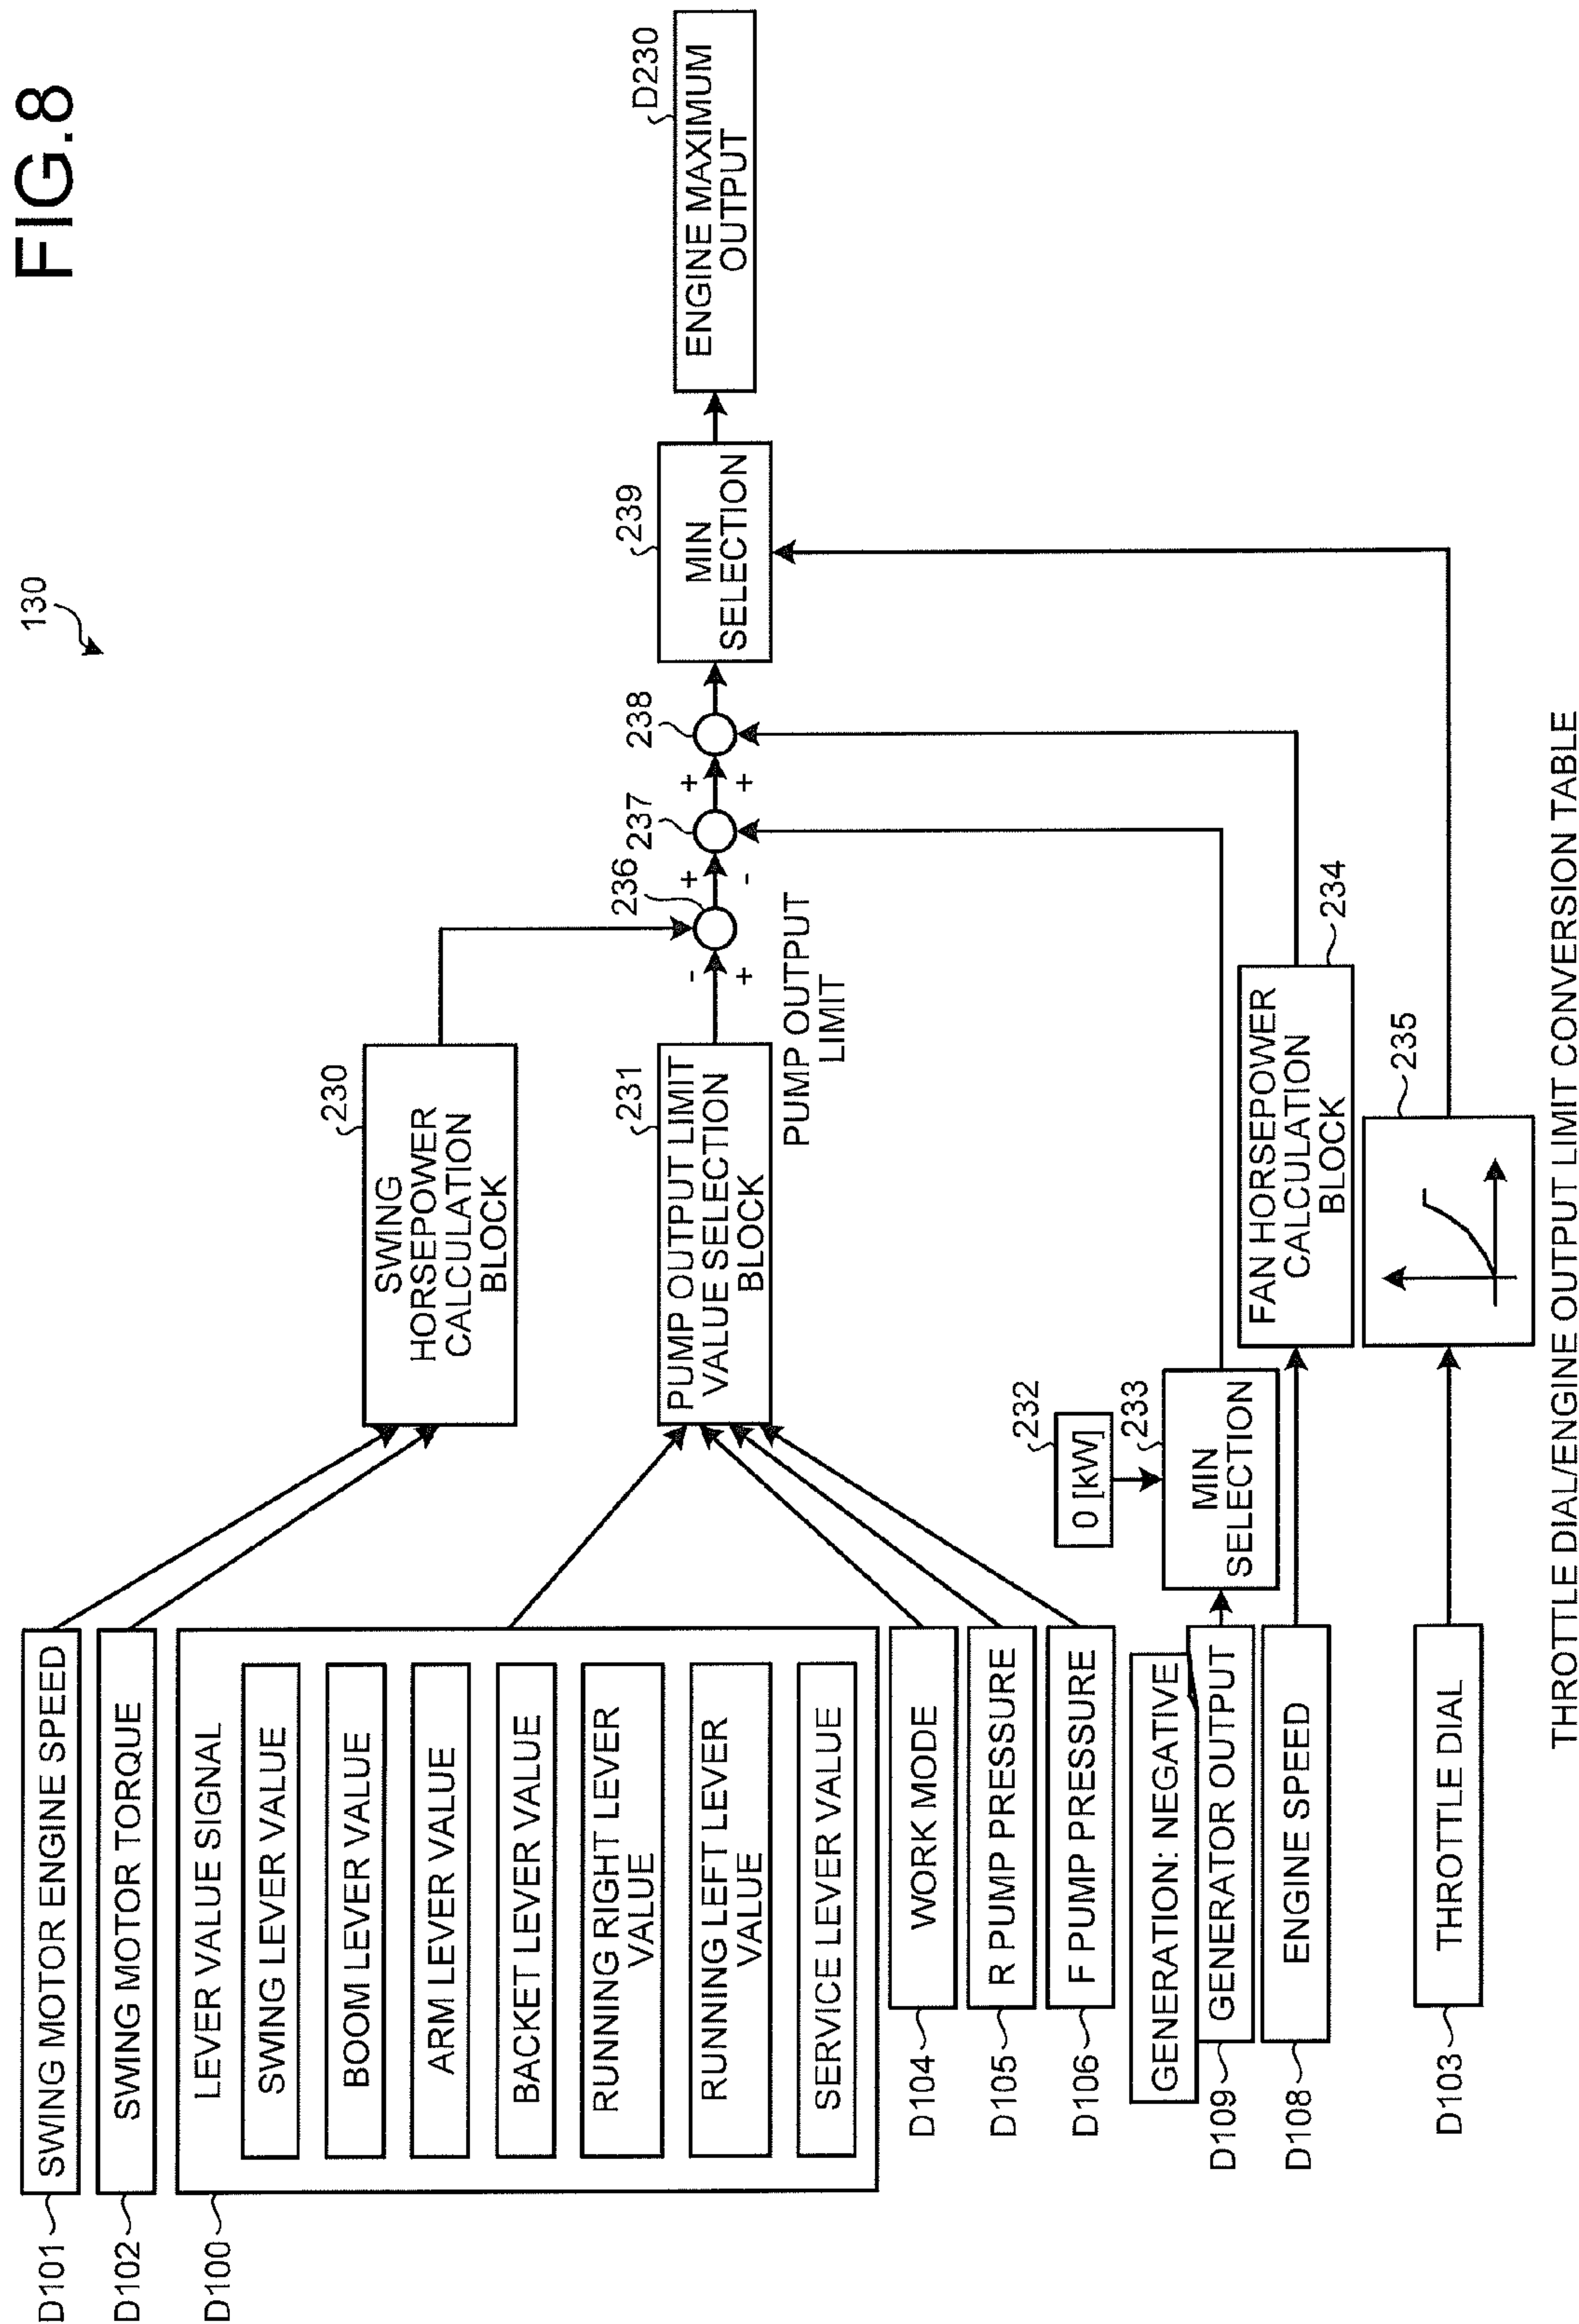 FIG.8
130
D101
SWING MOTOR ENGINE SPEED
D102
SWING MOTOR TORQUE
D100
LEVER VALUE SIGNAL
SWING LEVER VALUE
BOOM LEVER VALUE
ARM LEVER VALUE
BACKET LEVER VALUE
RUNNING RIGHT LEVER
VALUE
RUNNING LEFT LEVER
VALUE
SERVICE LEVER VALUE
D104
WORK MODE
D105
R PUMP PRESSURE
D106
F PUMP PRESSURE
GENERATION: NEGATIVE
D109
GENERATOR OUTPUT
D108
ENGINE SPEED
D103
THROTTLE DIAL
230
SWING
HORSEPOWER
CALCULATION
BLOCK
231
PUMP OUTPUT LIMIT
VALUE SELECTION
BLOCK
PUMP OUTPUT
LIMIT
232
0 [kW]
233
MIN
SELECTION
FAN HORSEPOWER
CALCULATION
BLOCK
234
235
THROTTLE DIAL/ENGINE OUTPUT LIMIT CONVERSION TABLE
236
-
+
237
+
-
238
+
+
239
MIN
SELECTION
D230
ENGINE MAXIMUM
OUTPUT